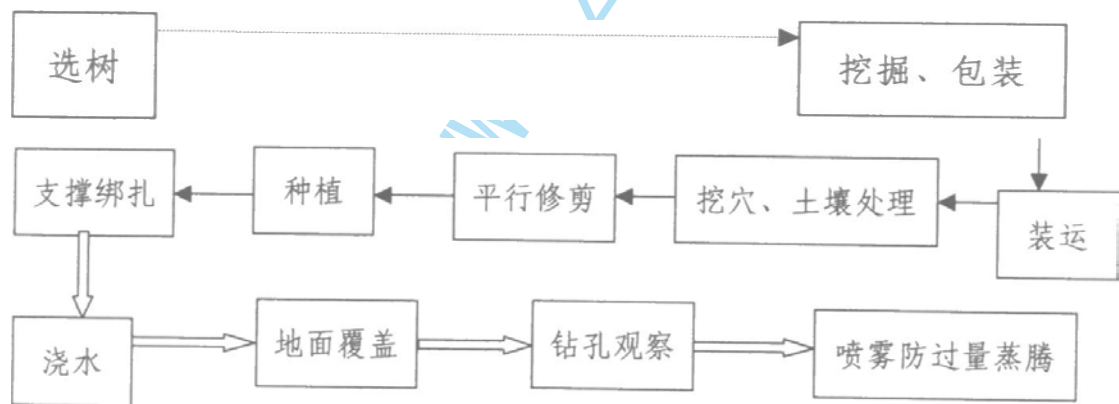 选树
挖掘、包装
支撑绑扎
种植
平行修剪
挖穴、土壤处理
装运
浇水
地面覆盖
钻孔观察
喷雾防过量蒸腾